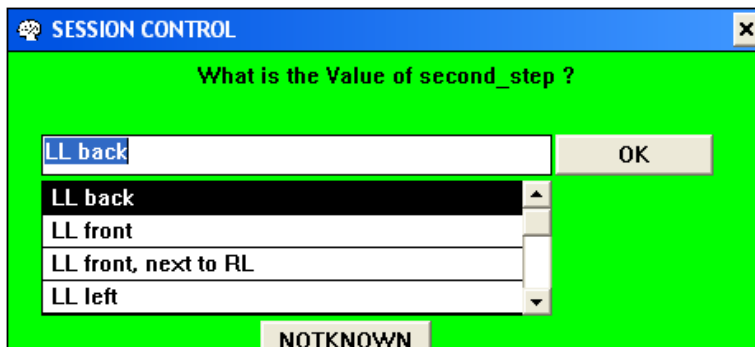 SESSION CONTROL
What is the Value of second_step ?
LL back OK
LL back
LL front
LL front, next to RL
LL left
NOTKNOWN